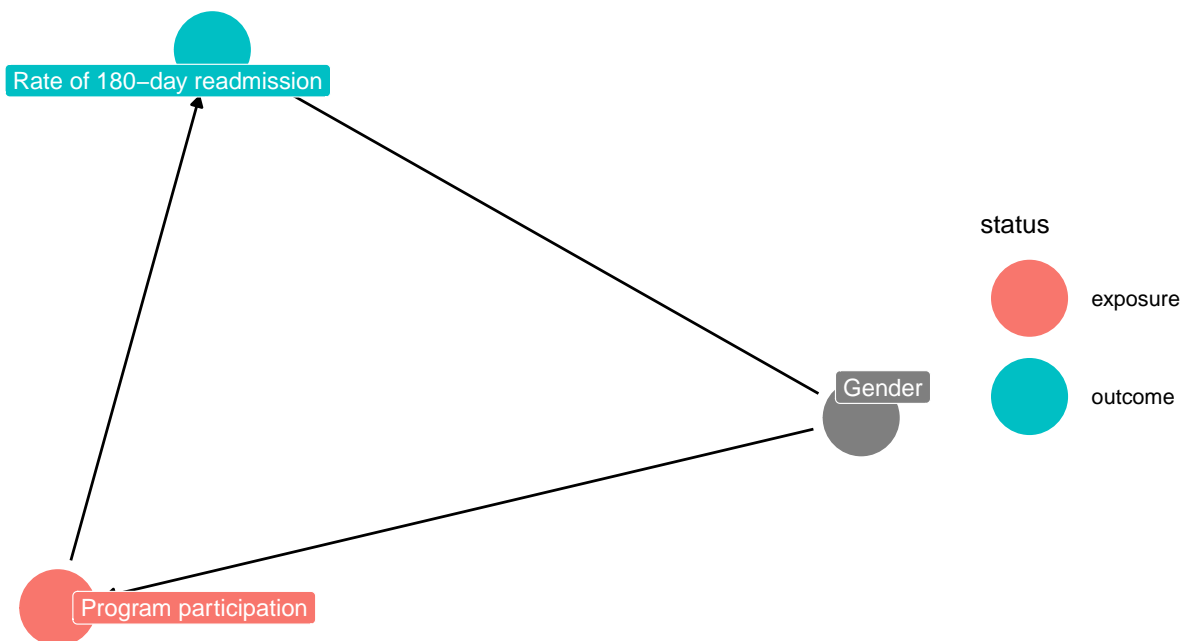 Rate of 180−day readmission
status
exposure
Gender
outcome
Program participation